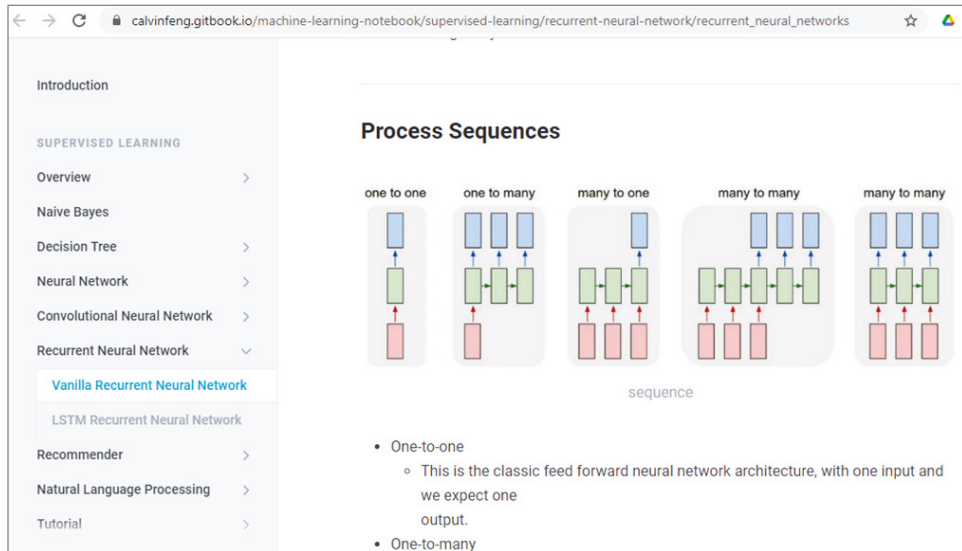 calvinfeng.gitbook.io/machine-learning-notebook/supervised-learning/recurrent-neural-network/recurrent_neural_networks
Introduction
SUPERVISED LEARNING
Overview
Naive Bayes
Decision Tree
Neural Network
Convolutional Neural Network
Recurrent Neural Network
Vanilla Recurrent Neural Network
LSTM Recurrent Neural Network
Recommender
Natural Language Processing
Tutorial
Process Sequences
one to one one to many many to one many to many many to many
sequence
• One-to-one
◦ This is the classic feed forward neural network architecture, with one input and
we expect one
output.
• One-to-many